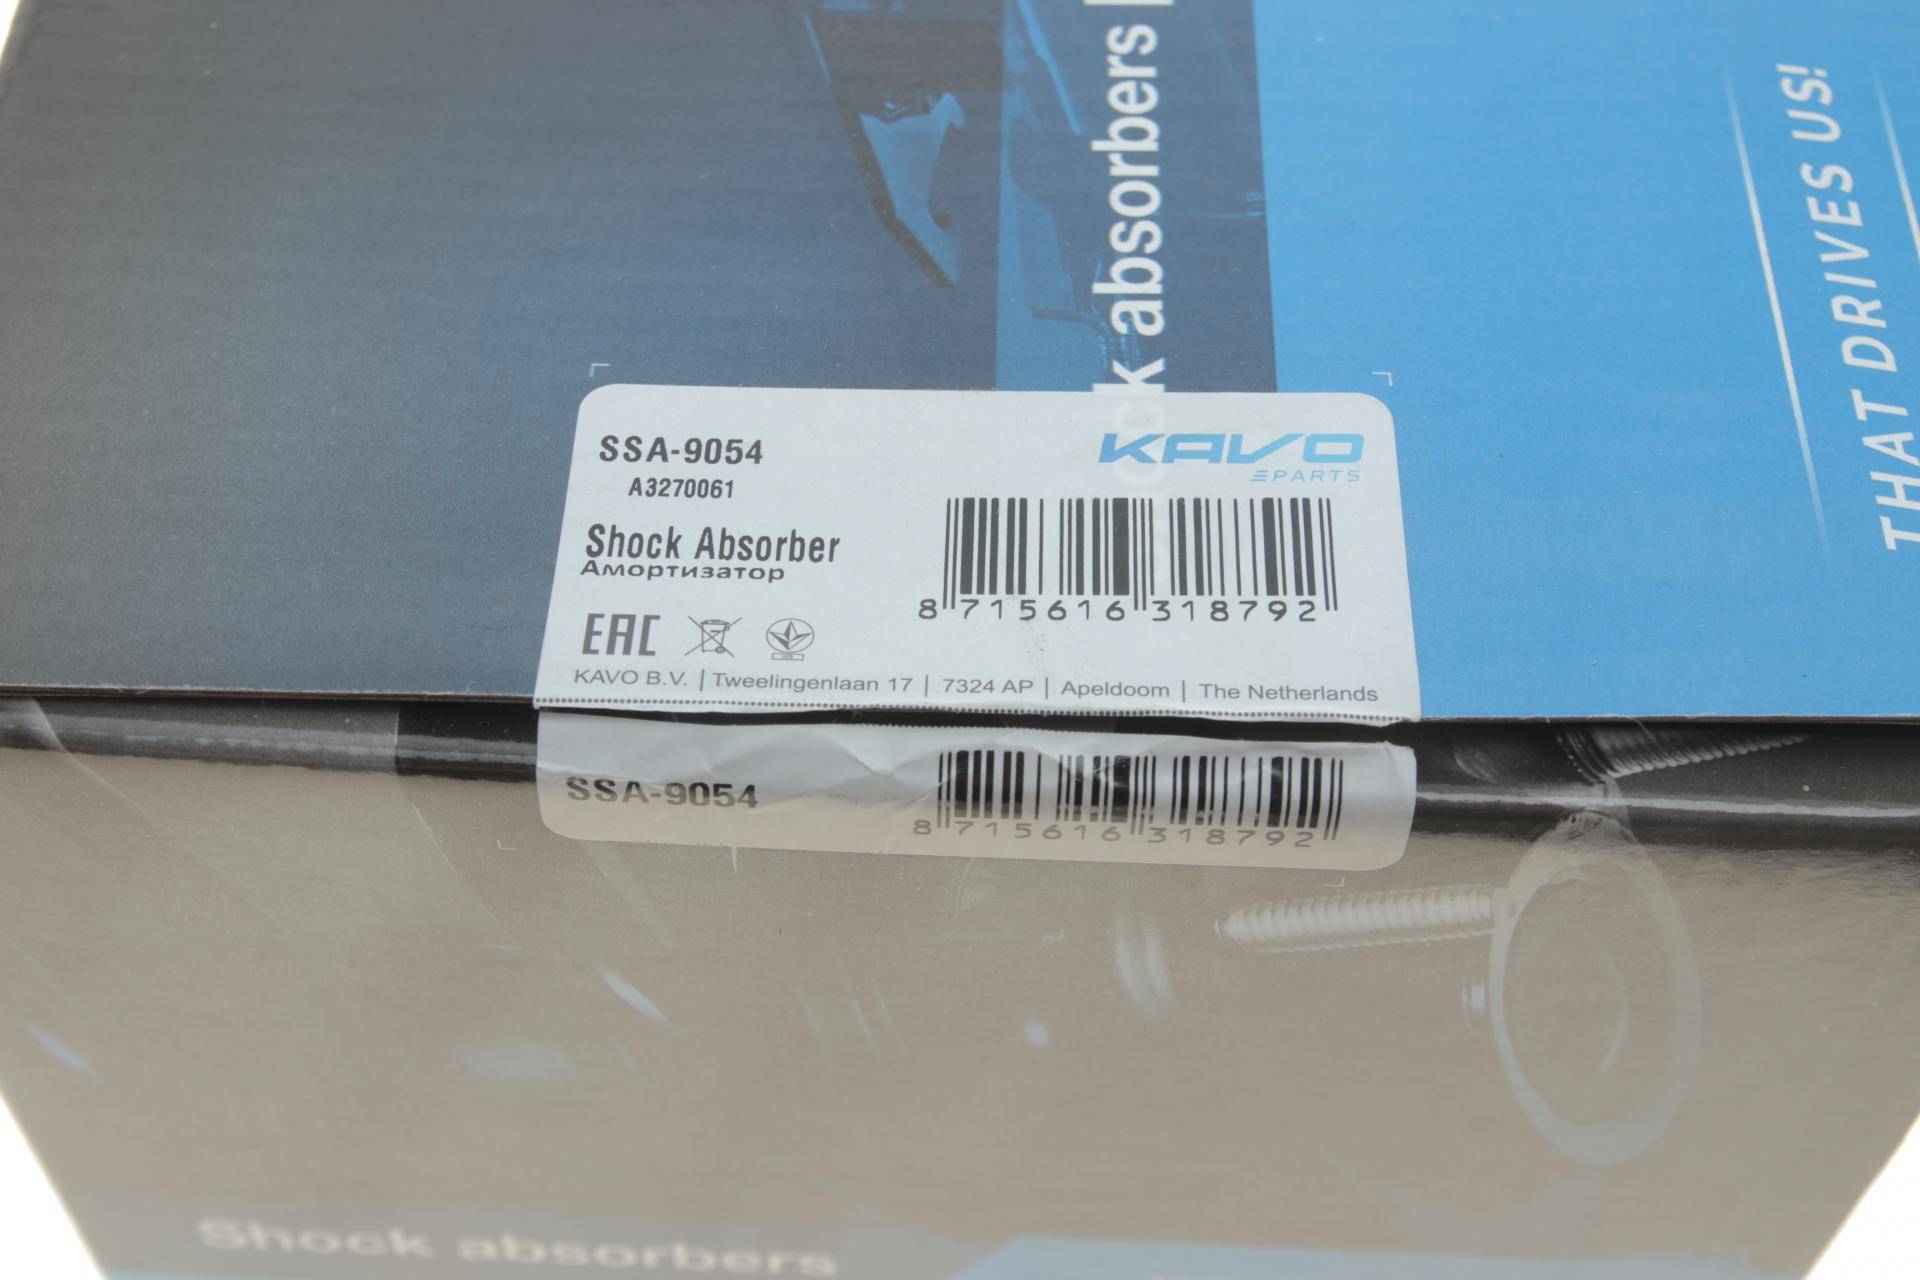 ck absorbers |
THAT DRIVES US!
SSA-9054
A3270061
KAVO
PARTS
Shock Absorber
Амортизатор
8 715616 318792
EAC
KAVO B.V. | Tweelingenlaan 17 | 7324 AP | Apeldoorn | The Netherlands
SSA-9054
8 715616 318792
Shock absorbers